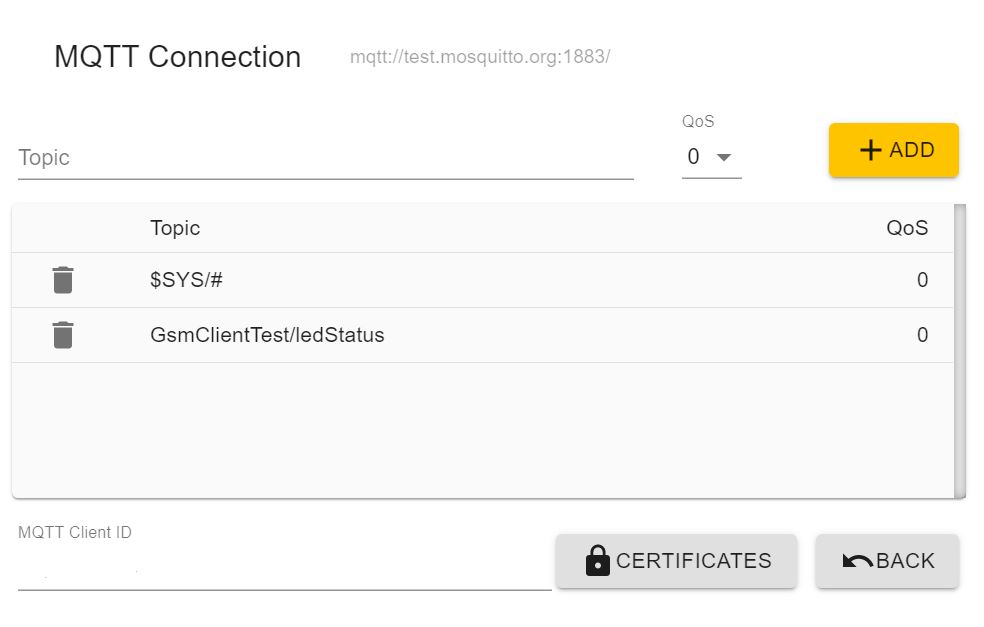 MQTT Connection mqtt://test.mosquitto.org:1883/
QoS
Topic 0 ADD
Topic QoS
$SYS/# 0
GsmClientTest/ledStatus 0
MQTT Client ID
CERTIFICATES BACK